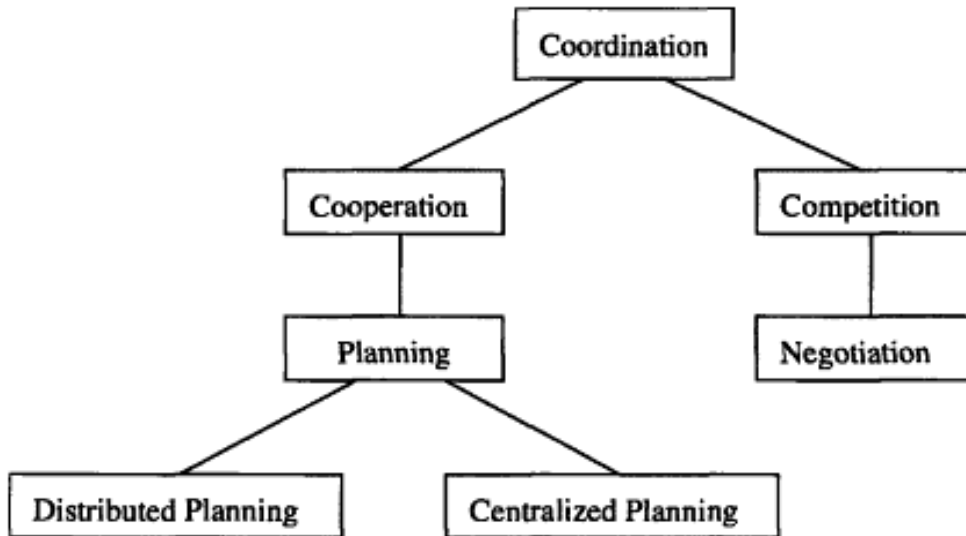 Coordination
Cooperation
Competition
Planning
Negotiation
Distributed Planning
Centralized Planning